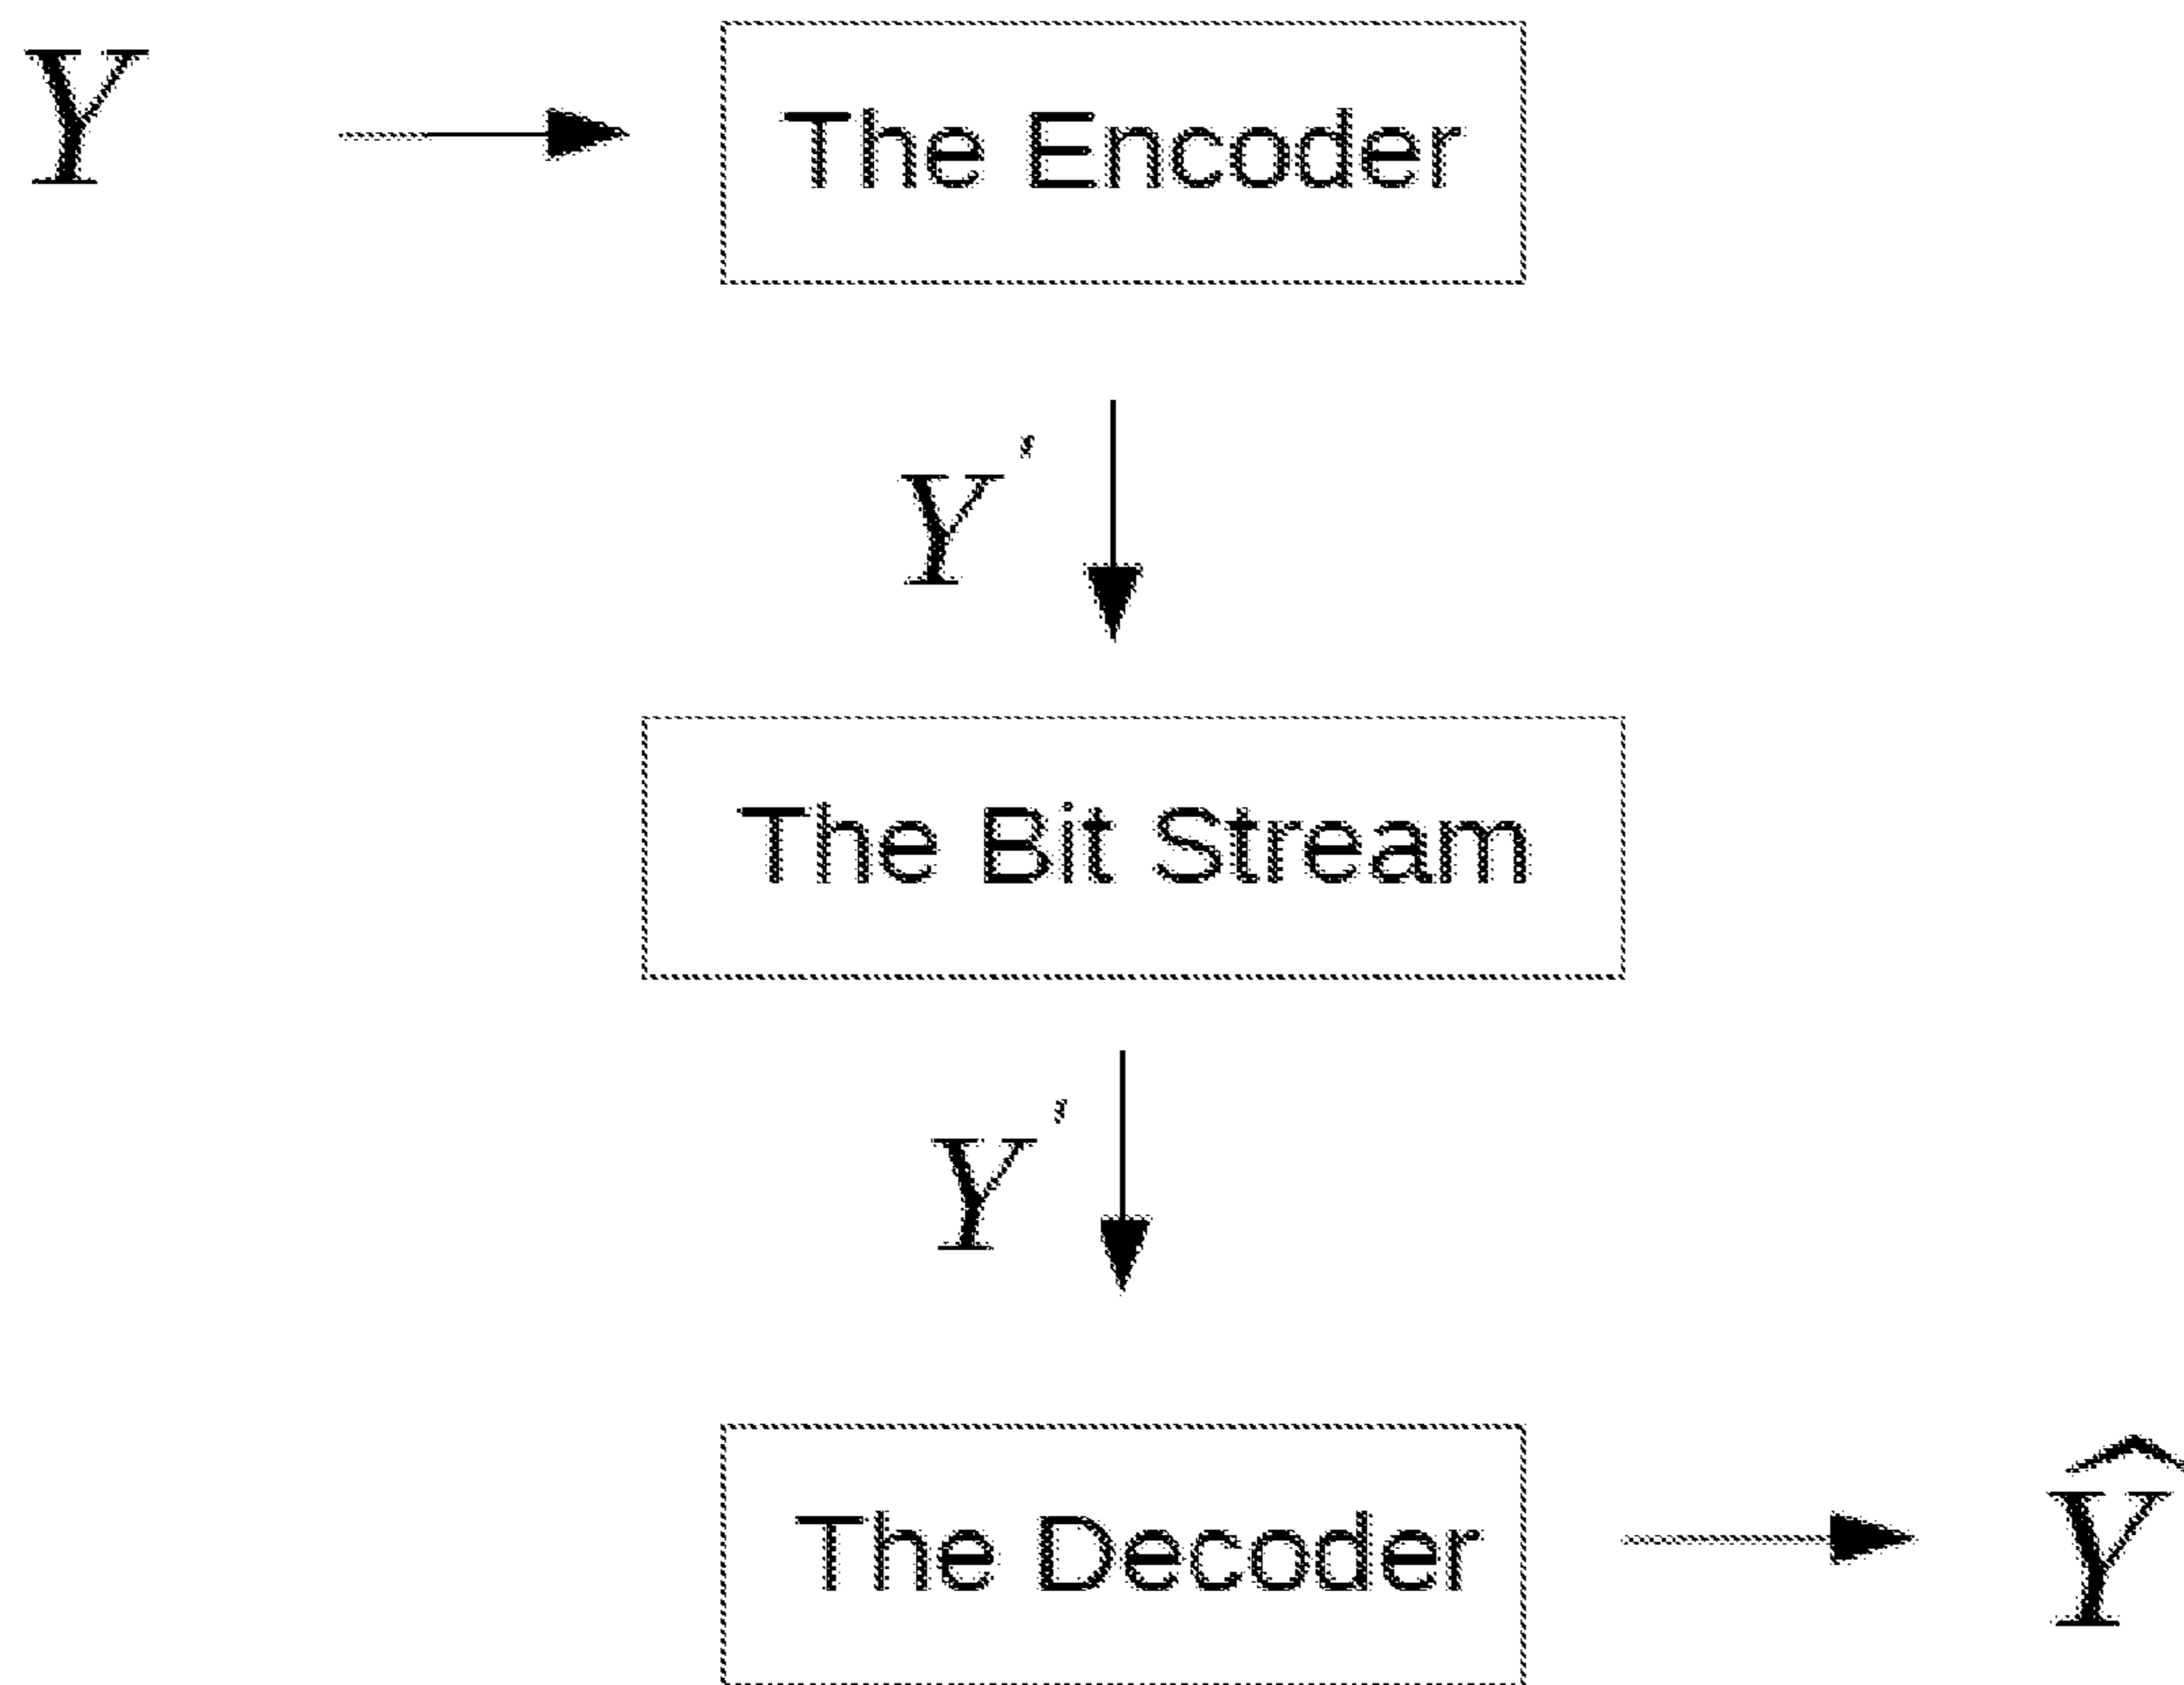 Y
The Encoder
Y'
The Bit Stream
Y'
The Decoder
Ŷ